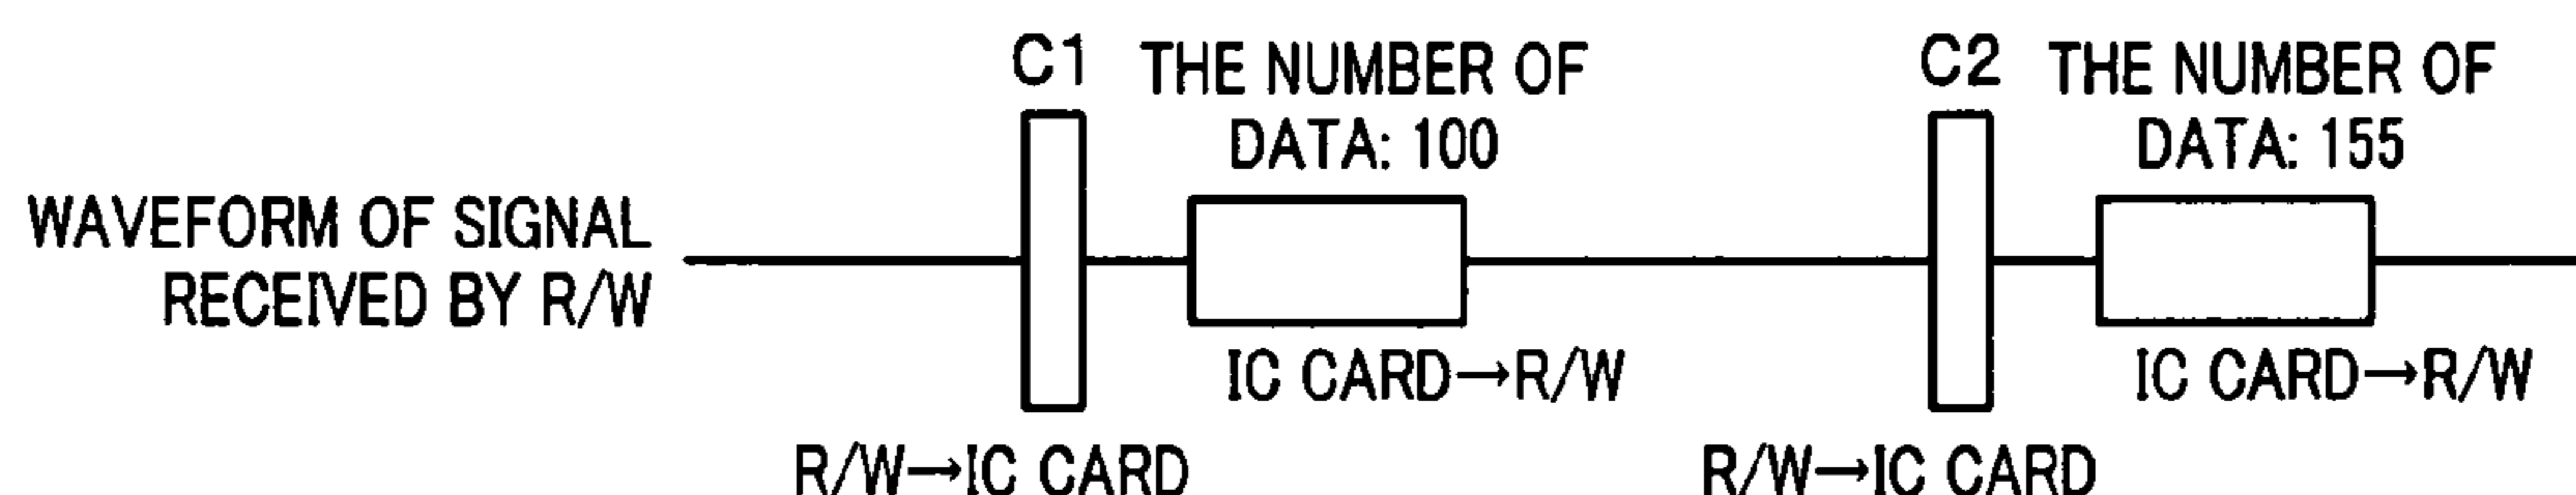 C1 THE NUMBER OF
DATA: 100
C2 THE NUMBER OF
DATA: 155
WAVEFORM OF SIGNAL
RECEIVED BY R/W
IC CARD→R/W
IC CARD→R/W
R/W→IC CARD
R/W→IC CARD